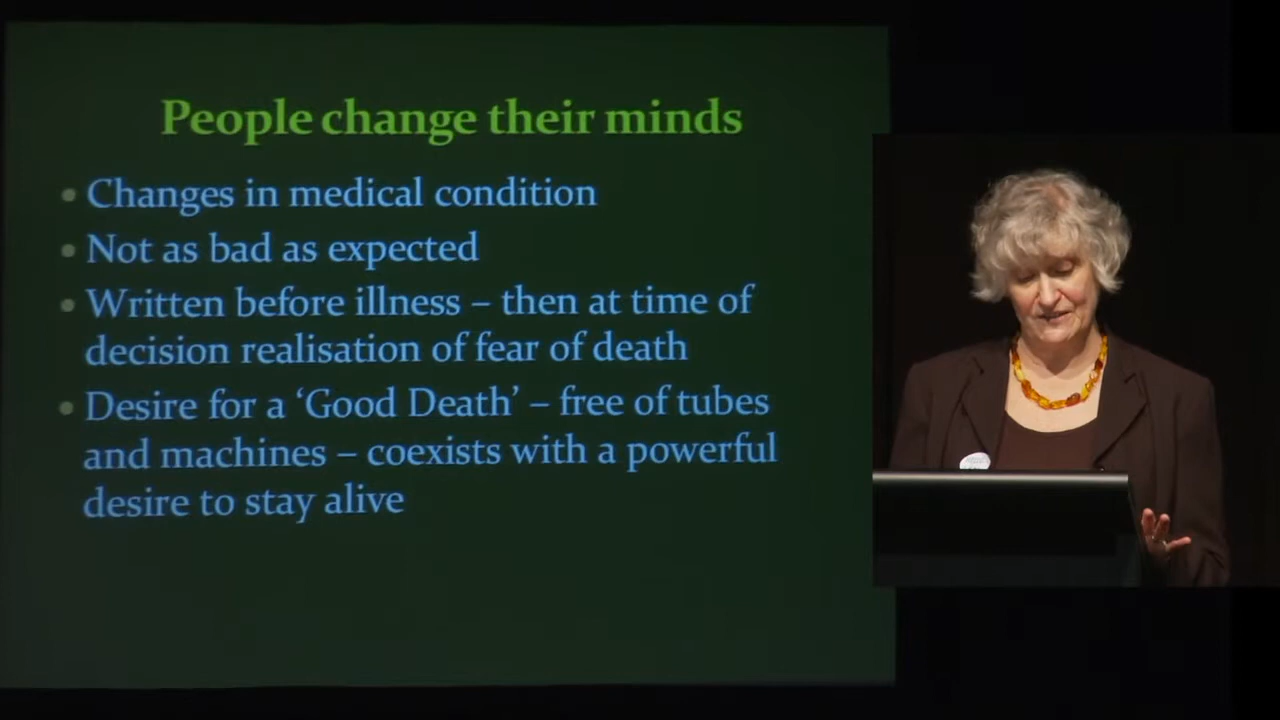 People change their minds
• Changes in medical condition
• Not as bad as expected
• Written before illness – then at time of
decision realisation of fear of death
• Desire for a ‘Good Death’ – free of tubes
and machines – coexists with a powerful
desire to stay alive